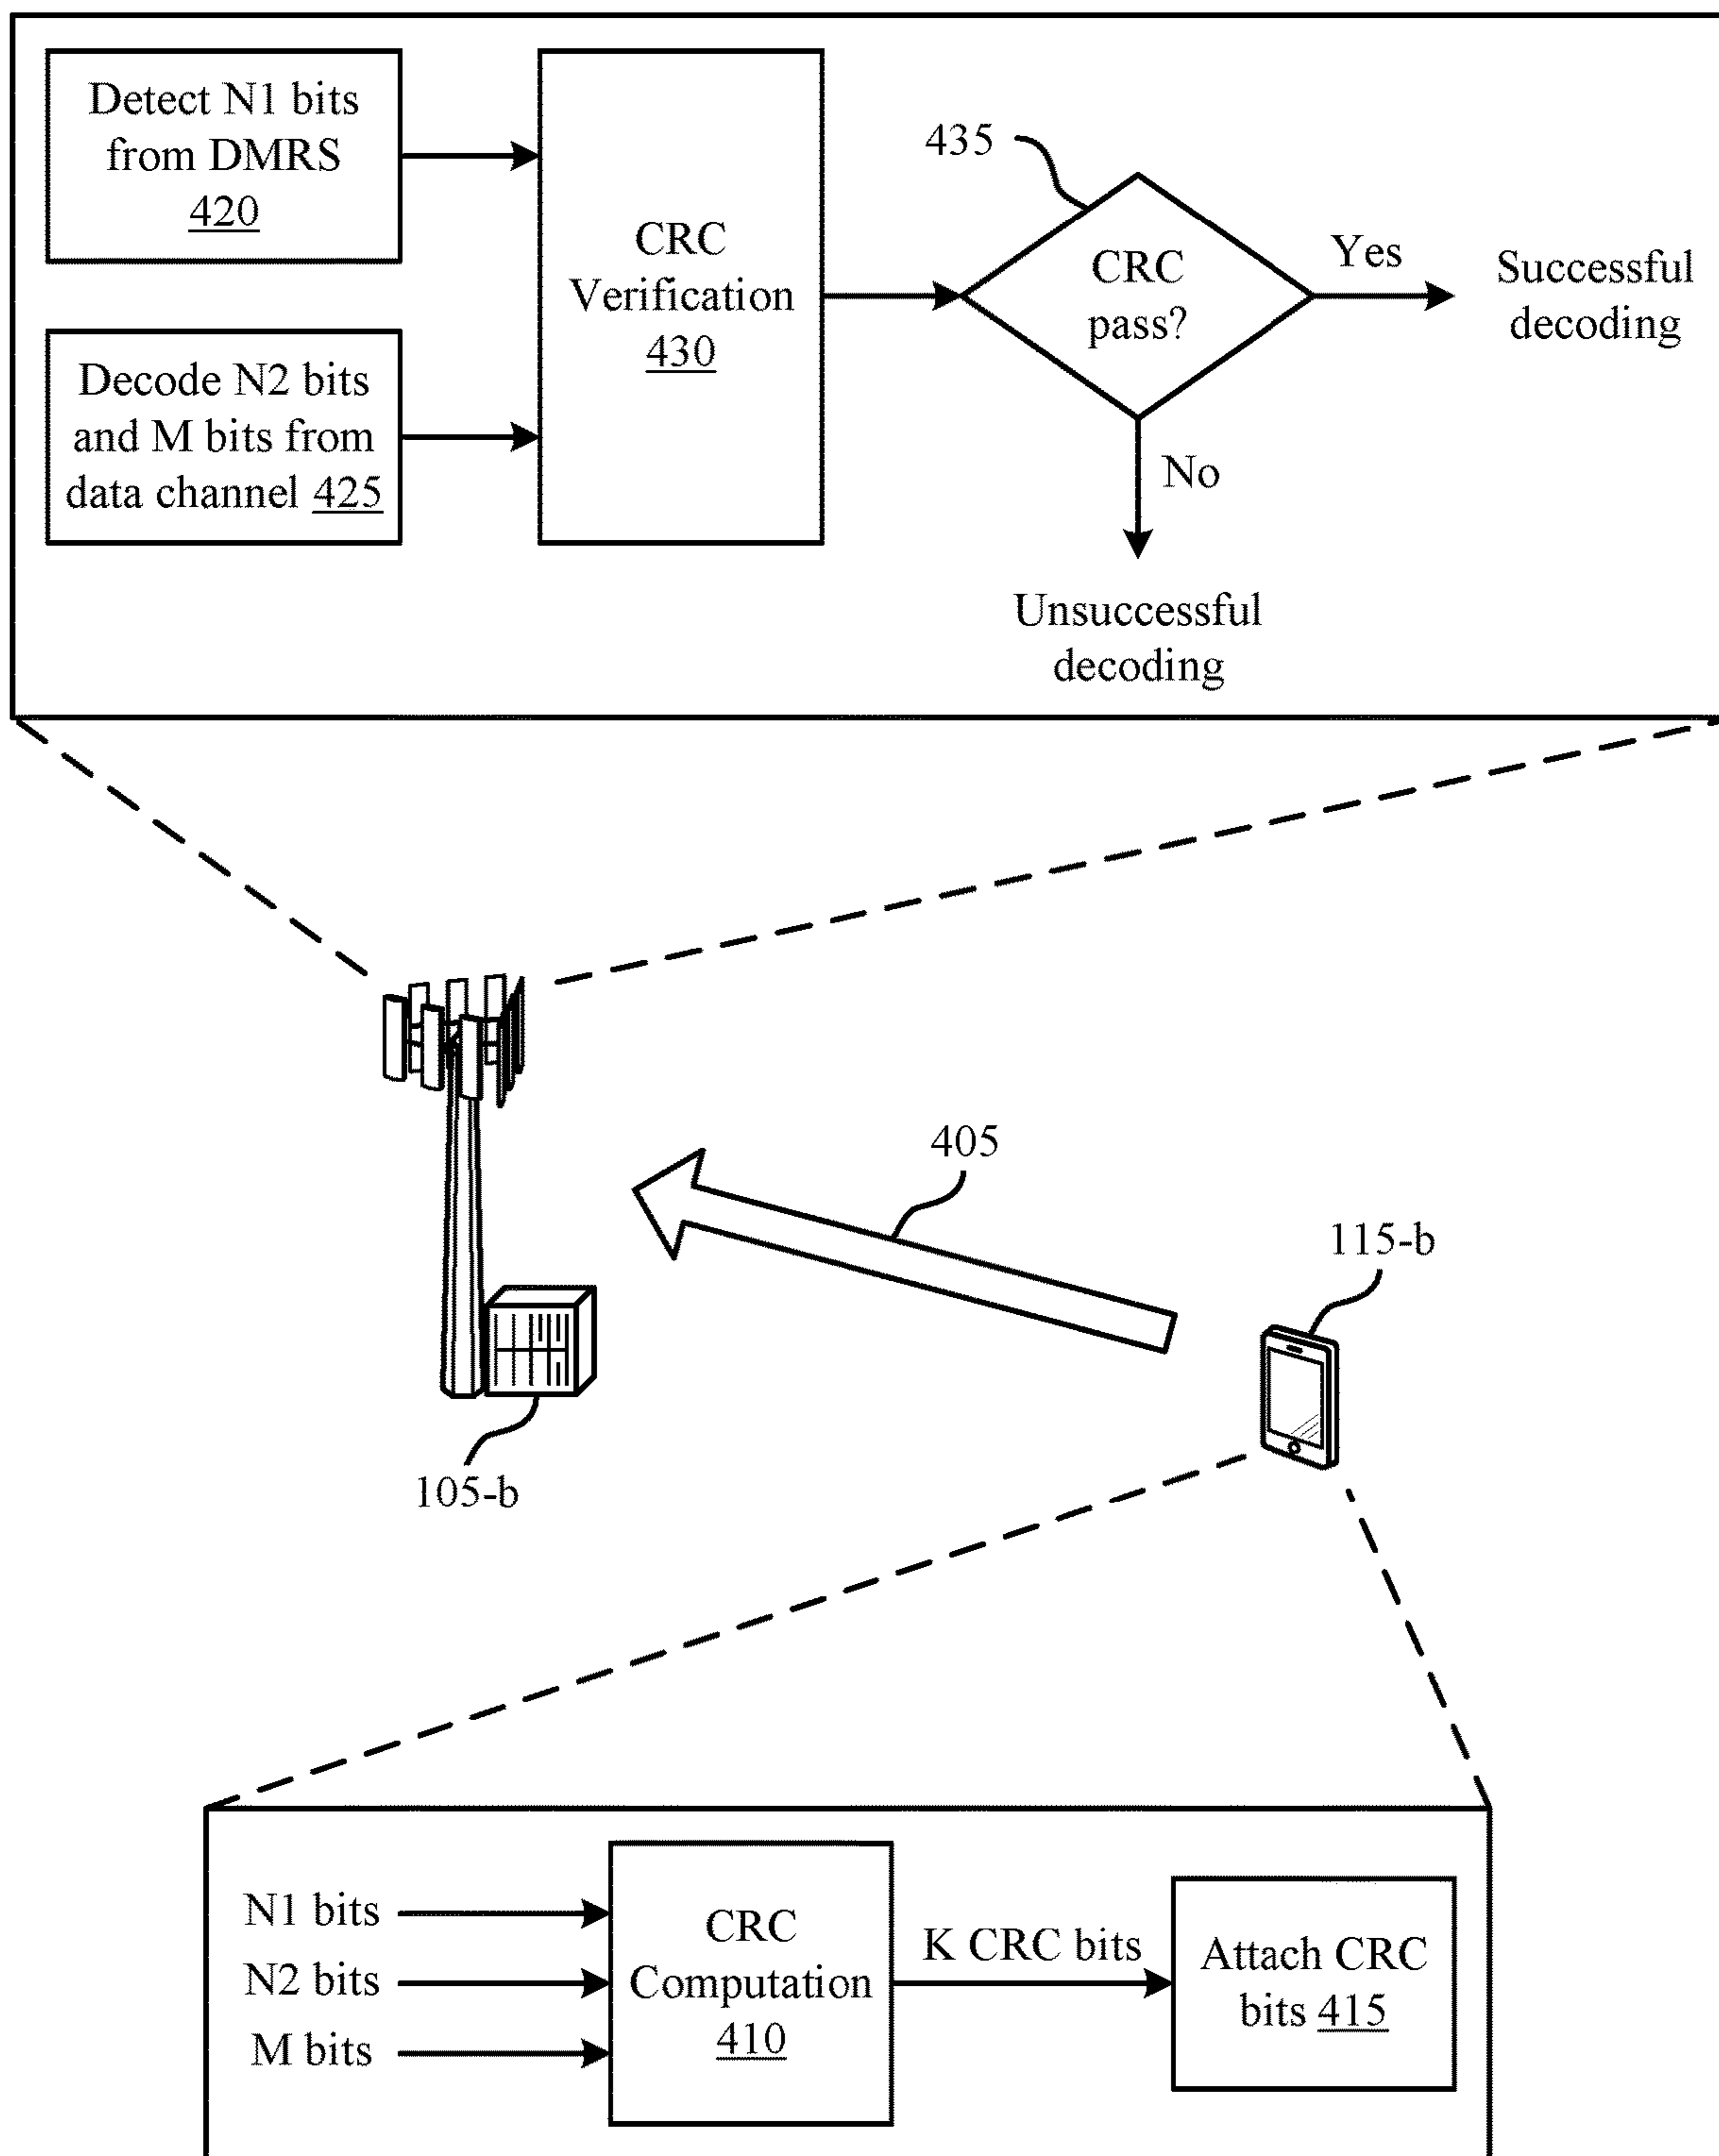 Detect N1 bits
from DMRS
420
Decode N2 bits
and M bits from
data channel 425
CRC
Verification
430
435
CRC
pass?
Yes
Successful
decoding
No
Unsuccessful
decoding
405
115-b
105-b
N1 bits
N2 bits
M bits
CRC
Computation
410
K CRC bits
Attach CRC
bits 415